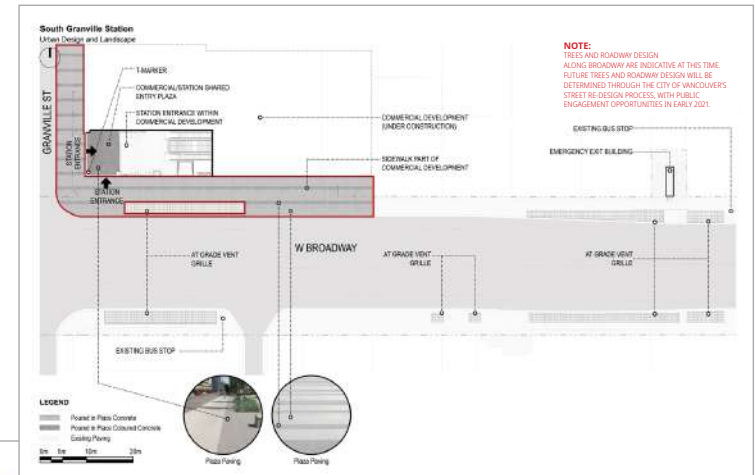 South Granville Station
Urban Design and Landscape
NOTE:
TREES AND ROADWAY DESIGN
ALONG BROADWAY ARE INDICATIVE AT THIS TIME.
FUTURE TREES AND ROADWAY DESIGN WILL BE
DETERMINED THROUGH THE CITY OF VANCOUVER'S
STREET RE-DESIGN PROCESS, WITH PUBLIC
ENGAGEMENT OPPORTUNITIES IN EARLY 2021.
GRANVILLE ST
T-MARKER
COMMERCIAL/STATION SHARED
ENTRY PLAZA
STATION ENTRANCE WITHIN
COMMERCIAL DEVELOPMENT
COMMERCIAL DEVELOPMENT
(UNDER CONSTRUCTION)
EXISTING BUS STOP
STATION
ENTRANCE
SIDEWALK PART OF
COMMERCIAL DEVELOPMENT
EMERGENCY EXIT BUILDING
STATION
ENTRANCE
W BROADWAY
AT GRADE VENT
GRILLE
AT GRADE VENT
GRILLE
AT GRADE VENT
GRILLE
EXISTING BUS STOP
LEGEND
Poured in Place Concrete
Poured in Place Coloured Concrete
Existing Paving
0m 5m 10m 20m
Plaza Paving
Plaza Paving